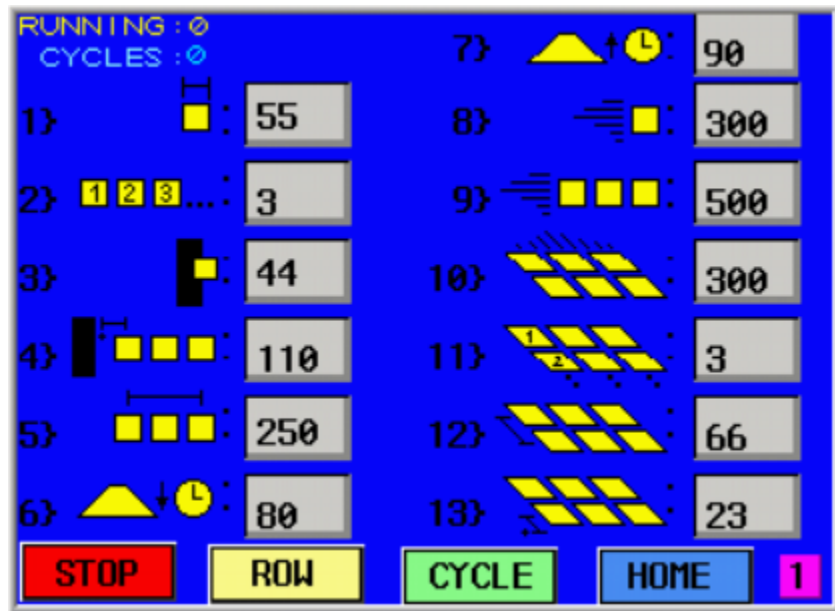 RUNNING :0
CYCLES :0
1} : 55
2} 1 2 3 ... : 3
3} : 44
4} : 110
5} : 250
6} : 80
7} : 90
8} : 300
9} : 500
10} : 300
11} 1 2 : 3
12} : 66
13} : 23
STOP ROW CYCLE HOME 1